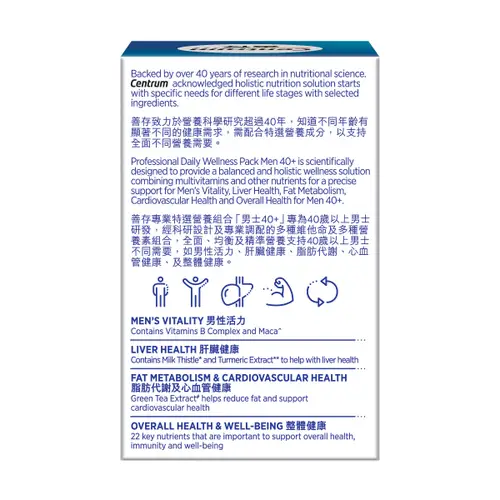 Backed by over 40 years of research in nutritional science.
Centrum acknowledged holistic nutrition solution starts
with specific needs for different life stages with selected
ingredients.
善存致力於營養科學研究超過40年，知道不同年齡有
顯著不同的健康需求，需配合特選營養成分，以支持
全面不同營養需要。
Professional Daily Wellness Pack Men 40+ is scientifically
designed to provide a balanced and holistic wellness solution
combining multivitamins and other nutrients for a precise
support for Men's Vitality, Liver Health, Fat Metabolism,
Cardiovascular Health and Overall Health for Men 40+.
善存專業特選營養組合「男士40+」專為40歲以上男士
研發，經科研設計及專業調配的多種維他命及多種營
養素組合，全面、均衡及精準營養支持40歲以上男士
不同需要，如男性活力、肝臟健康、脂肪代謝、心血
管健康、及整體健康。
MEN'S VITALITY 男性活力
Contains Vitamins B Complex and Maca^
LIVER HEALTH 肝臟健康
Contains Milk Thistle* and Turmeric Extract** to help with liver health
FAT METABOLISM & CARDIOVASCULAR HEALTH
脂肪代謝及心血管健康
Green Tea Extract# helps reduce fat and support
cardiovascular health
OVERALL HEALTH & WELL-BEING 整體健康
22 key nutrients that are important to support overall health,
immunity and well-being